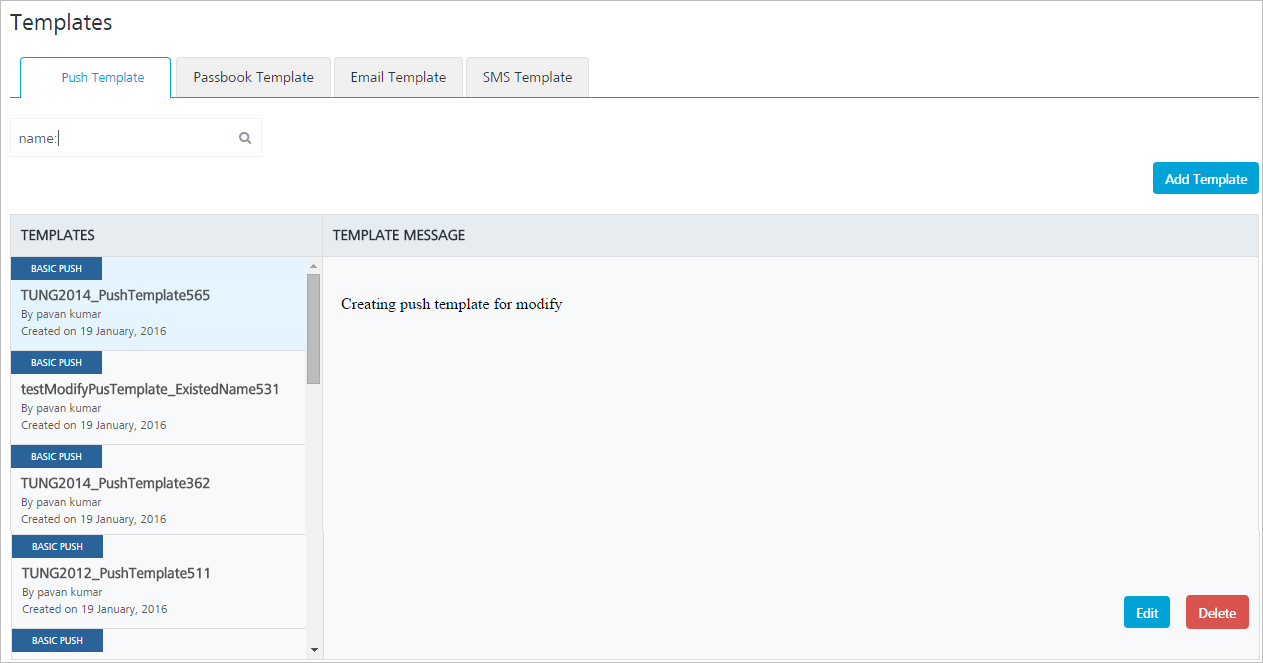 Templates
Push Template
Passbook Template
Email Template
SMS Template
name:
Add Template
TEMPLATES
TEMPLATE MESSAGE
BASIC PUSH
TUNG2014_PushTemplate565
By pavan kumar
Created on 19 January, 2016
Creating push template for modify
BASIC PUSH
testModifyPusTemplate_ExistedName531
By pavan kumar
Created on 19 January, 2016
BASIC PUSH
TUNG2014_PushTemplate362
By pavan kumar
Created on 19 January, 2016
BASIC PUSH
TUNG2012_PushTemplate511
By pavan kumar
Created on 19 January, 2016
BASIC PUSH
Edit
Delete